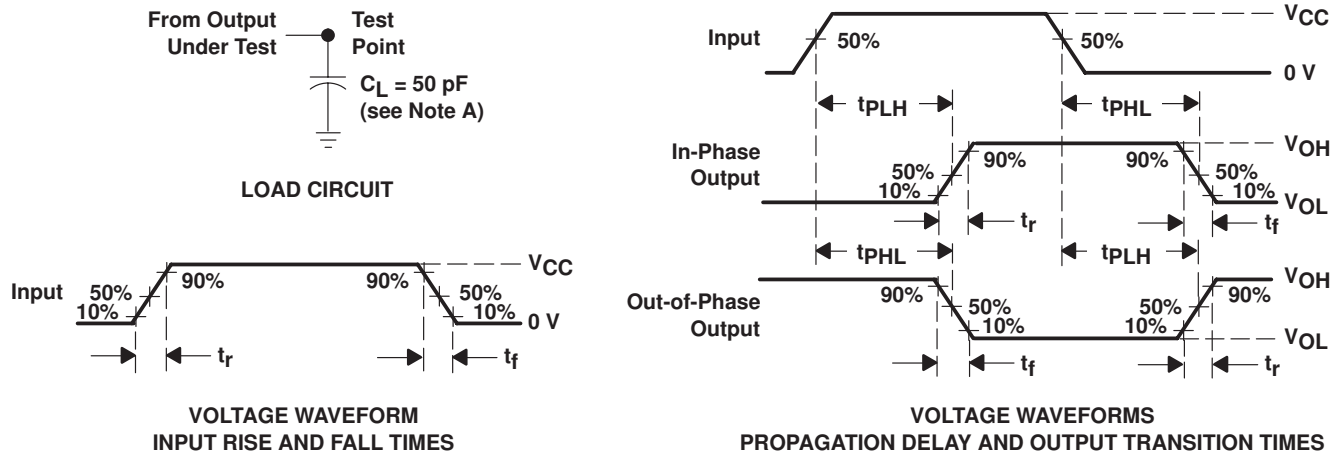 From Output
Under Test
Test
Point
CL = 50 pF
(see Note A)
LOAD CIRCUIT
Input
50%
10%
90%
90%
50%
10%
VCC
0 V
tr
tf
VOLTAGE WAVEFORM
INPUT RISE AND FALL TIMES
Input
50%
50%
VCC
0 V
tPLH
tPHL
In-Phase
Output
50%
10%
90%
90%
50%
10%
VOH
VOL
tr
tf
tPHL
tPLH
Out-of-Phase
Output
90%
50%
10%
50%
10%
90%
VOH
VOL
tf
tr
VOLTAGE WAVEFORMS
PROPAGATION DELAY AND OUTPUT TRANSITION TIMES